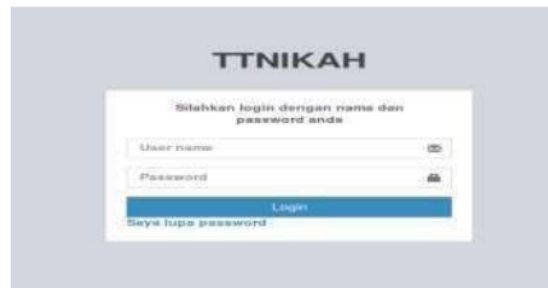 TTNIKAH
Silahkan login dengan nama dan
password anda
User name
Password
Login
Saya lupa password